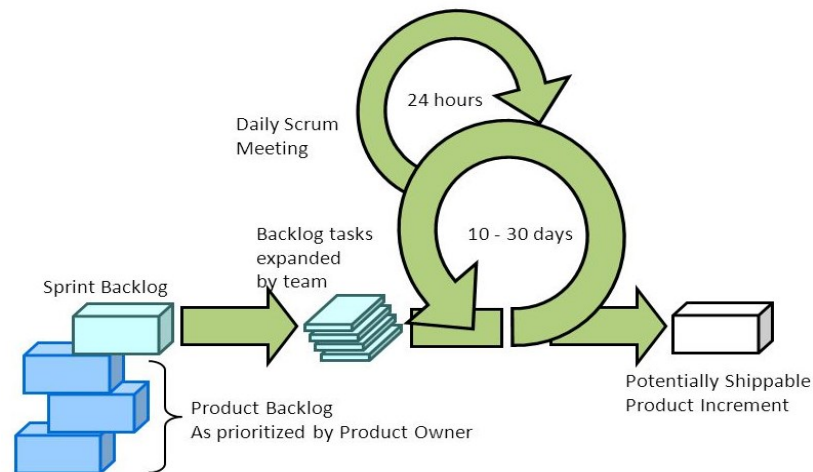 24 hours
Daily Scrum
Meeting
Backlog tasks
expanded
by team
10 - 30 days
Sprint Backlog
Potentially Shippable
Product Increment
Product Backlog
As prioritized by Product Owner